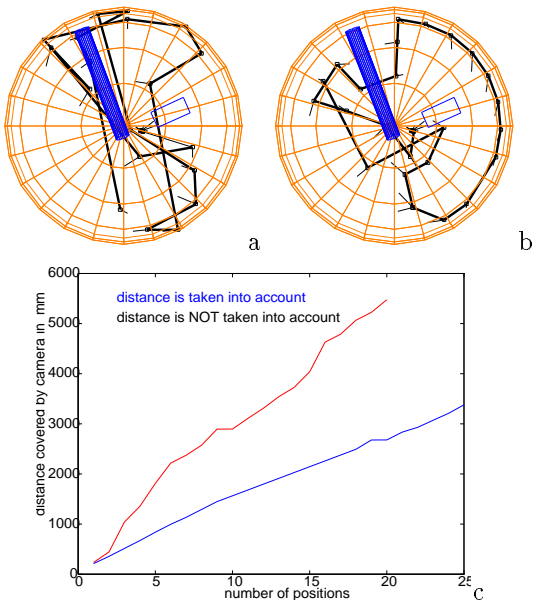 a
b
6000
5000
4000
3000
2000
1000
0
distance covered by camera in mm
distance is taken into account
distance is NOT taken into account
0 5 10 15 20 25
number of positions
c